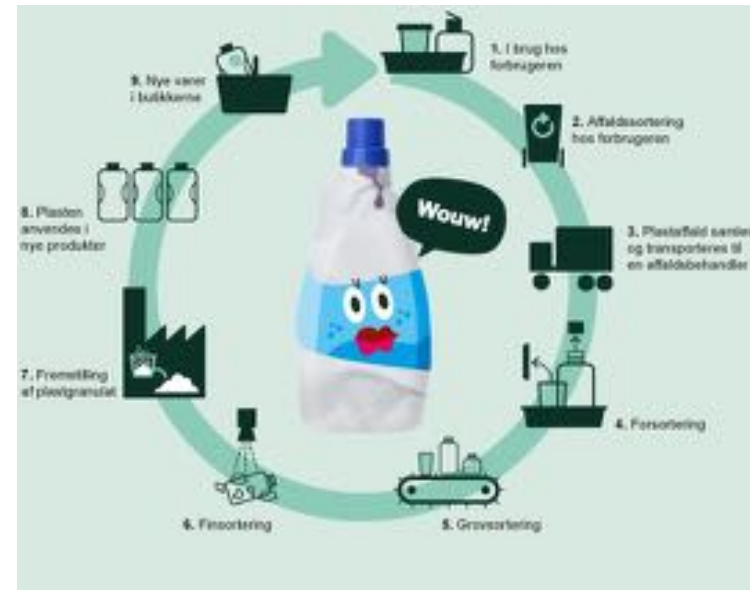 1. I brug hos
forbrugeren
2. Affaldssortering
hos forbrugeren
3. Plastaffald samles
og transporteres til
en affaldsbehandler
4. Forsortering
5. Grovsortering
6. Finsortering
7. Fremstilling
af plastgranulat
8. Plasten
anvendes i
nye produkter
9. Nye varer
i butikkerne
Wouw!